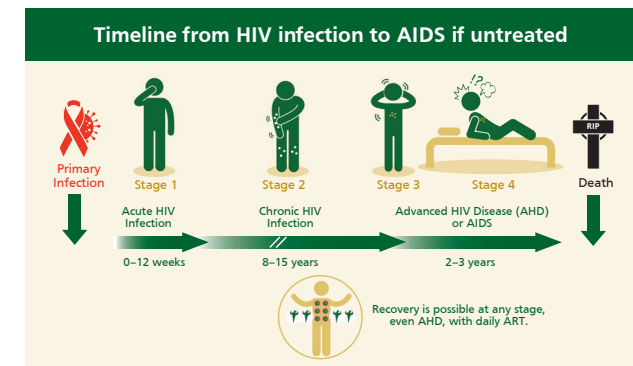 Timeline from HIV infection to AIDS if untreated
!?
RIP
Primary
Infection
Stage 1
Stage 2
Stage 3
Stage 4
Death
Acute HIV
Infection
Chronic HIV
Infection
Advanced HIV Disease (AHD)
or AIDS
0–12 weeks
8–15 years
2–3 years
Recovery is possible at any stage,
even AHD, with daily ART.